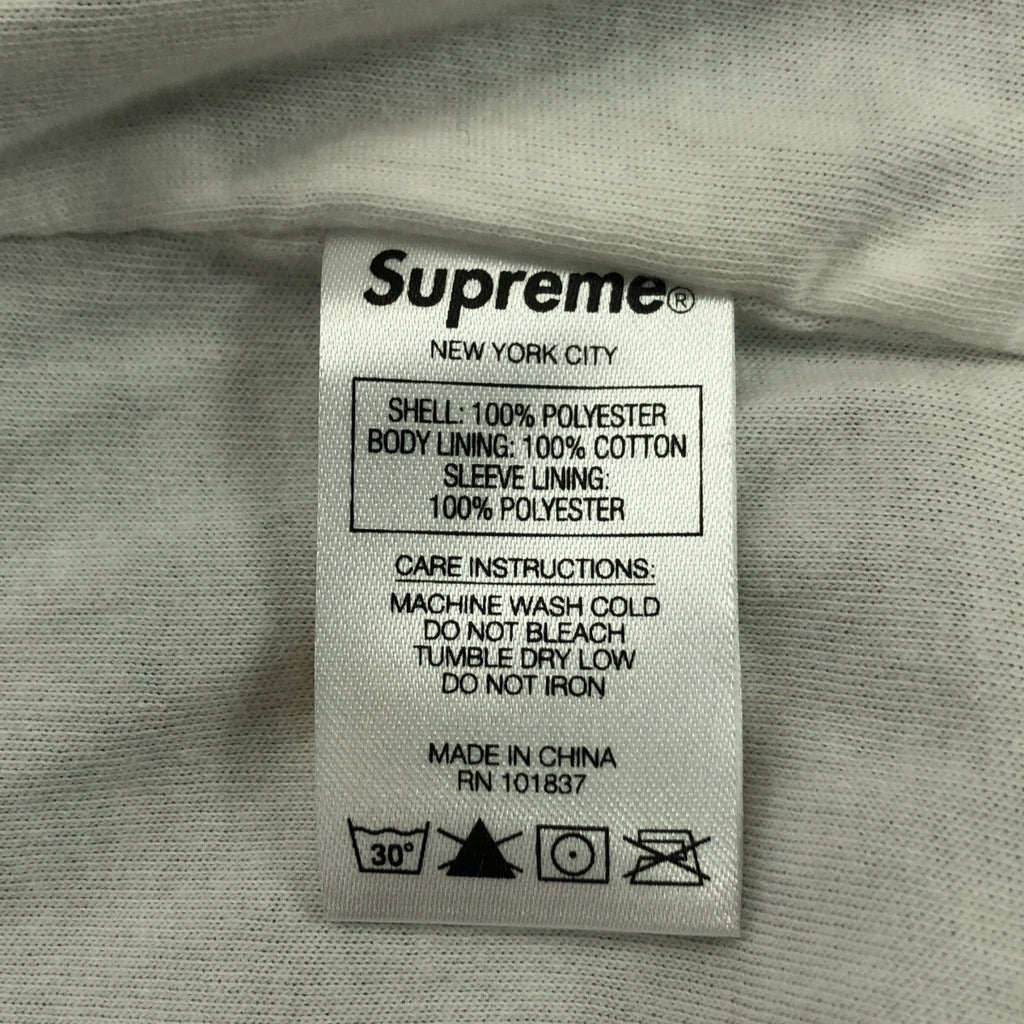 Supreme®
NEW YORK CITY
SHELL: 100% POLYESTER
BODY LINING: 100% COTTON
SLEEVE LINING:
100% POLYESTER
CARE INSTRUCTIONS:
MACHINE WASH COLD
DO NOT BLEACH
TUMBLE DRY LOW
DO NOT IRON
MADE IN CHINA
RN 101837
30°